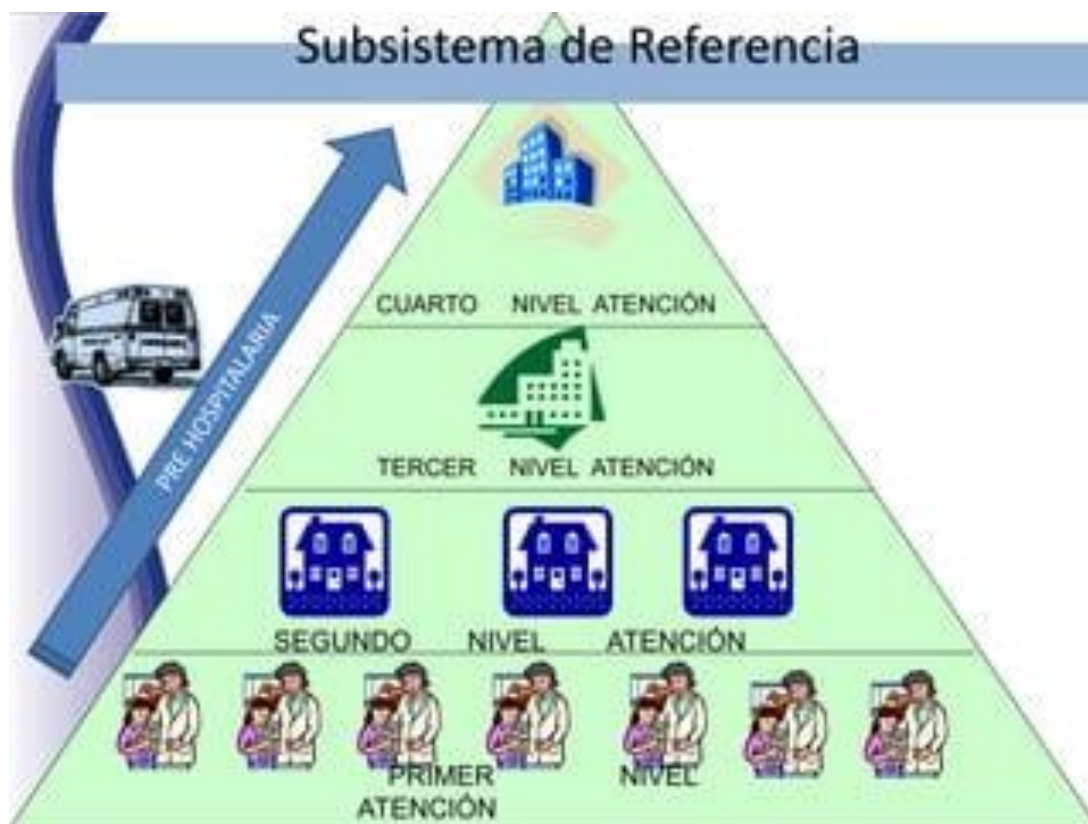 Subsistema de Referencia
CUARTO NIVEL ATENCIÓN
PRE HOSPITALARIA
TERCER NIVEL ATENCIÓN
SEGUNDO NIVEL ATENCIÓN
PRIMER NIVEL
ATENCIÓN